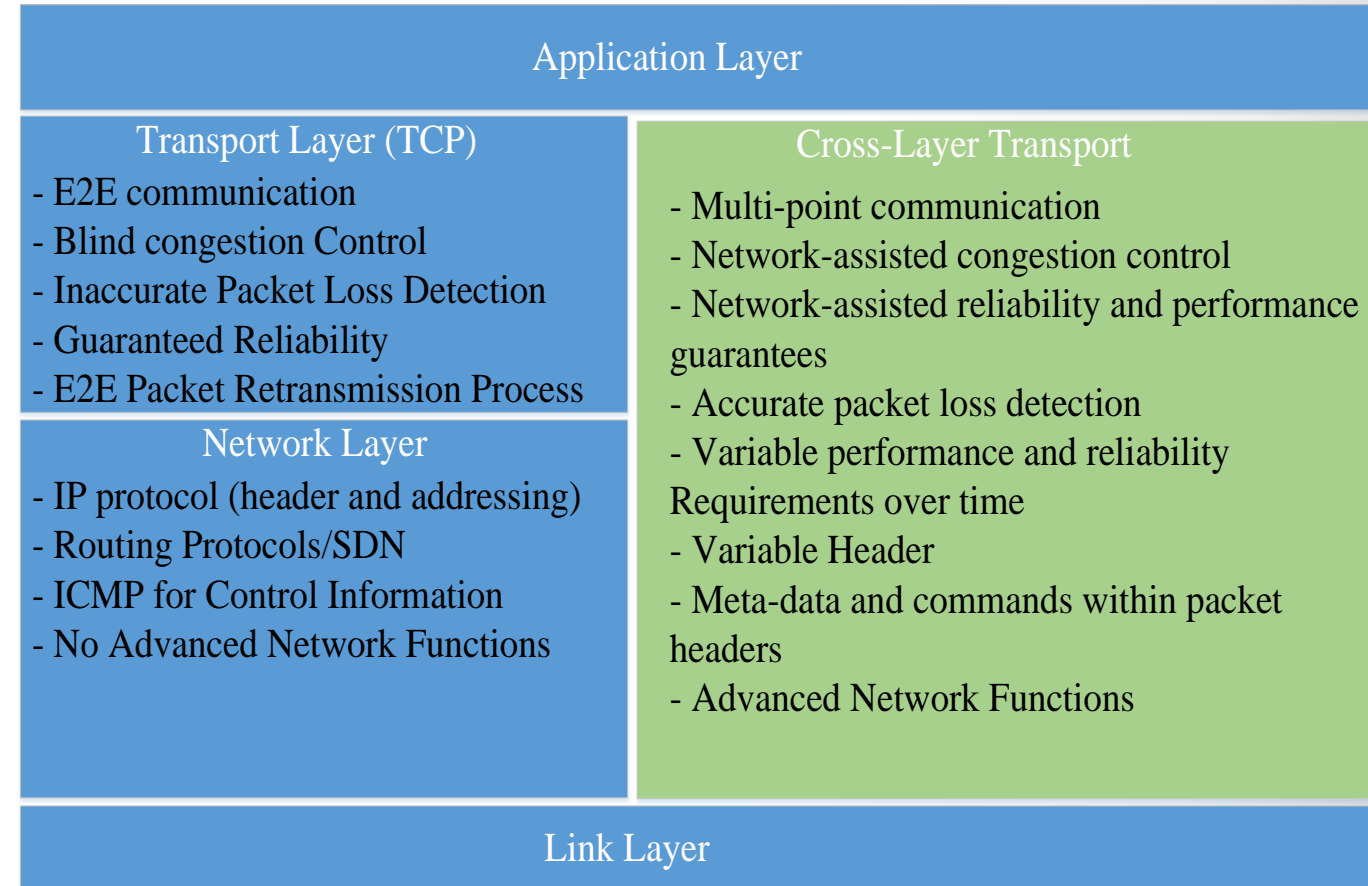 Application Layer
Transport Layer (TCP)
- E2E communication
- Blind congestion Control
- Inaccurate Packet Loss Detection
- Guaranteed Reliability
- E2E Packet Retransmission Process
Network Layer
- IP protocol (header and addressing)
- Routing Protocols/SDN
- ICMP for Control Information
- No Advanced Network Functions
Cross-Layer Transport
- Multi-point communication
- Network-assisted congestion control
- Network-assisted reliability and performance
guarantees
- Accurate packet loss detection
- Variable performance and reliability
Requirements over time
- Variable Header
- Meta-data and commands within packet
headers
- Advanced Network Functions
Link Layer